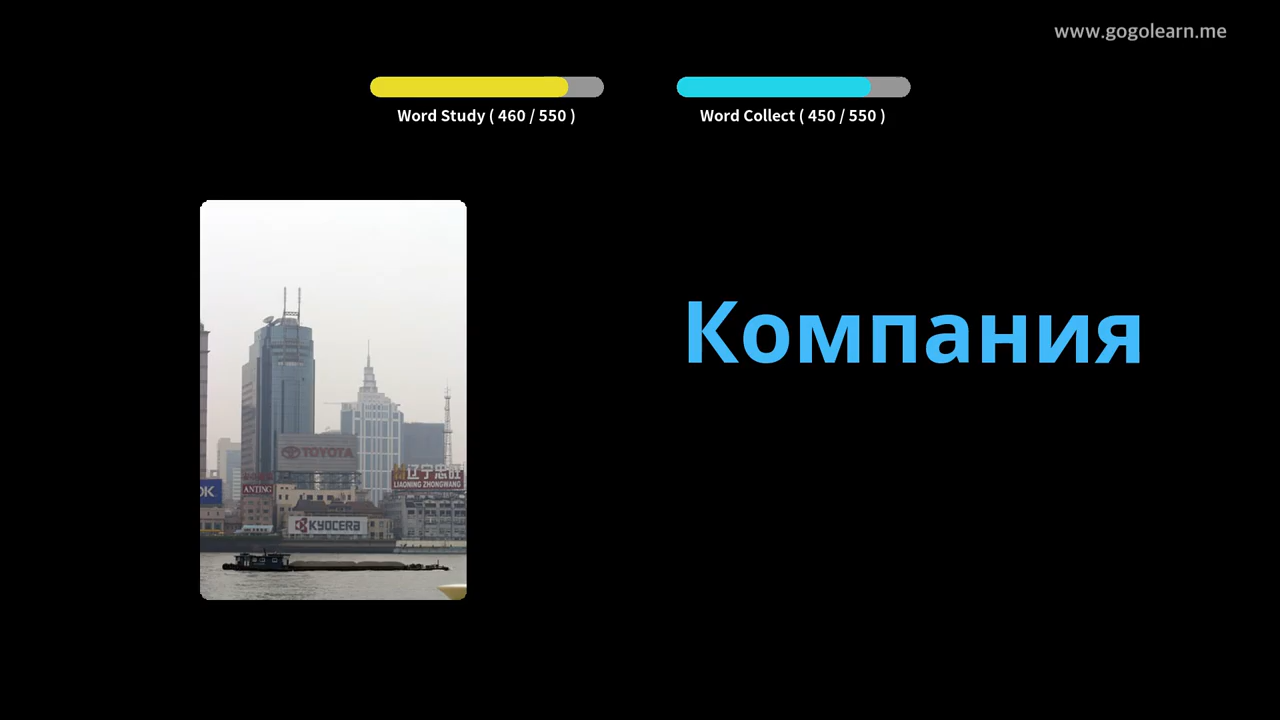 www.gogolearn.me
Word Study ( 460 / 550 )
Word Collect ( 450 / 550 )
Компания
TOYOTA
辽宁忠旺
LIAONING ZHONGWANG
OK
ANTING
KYOCERA